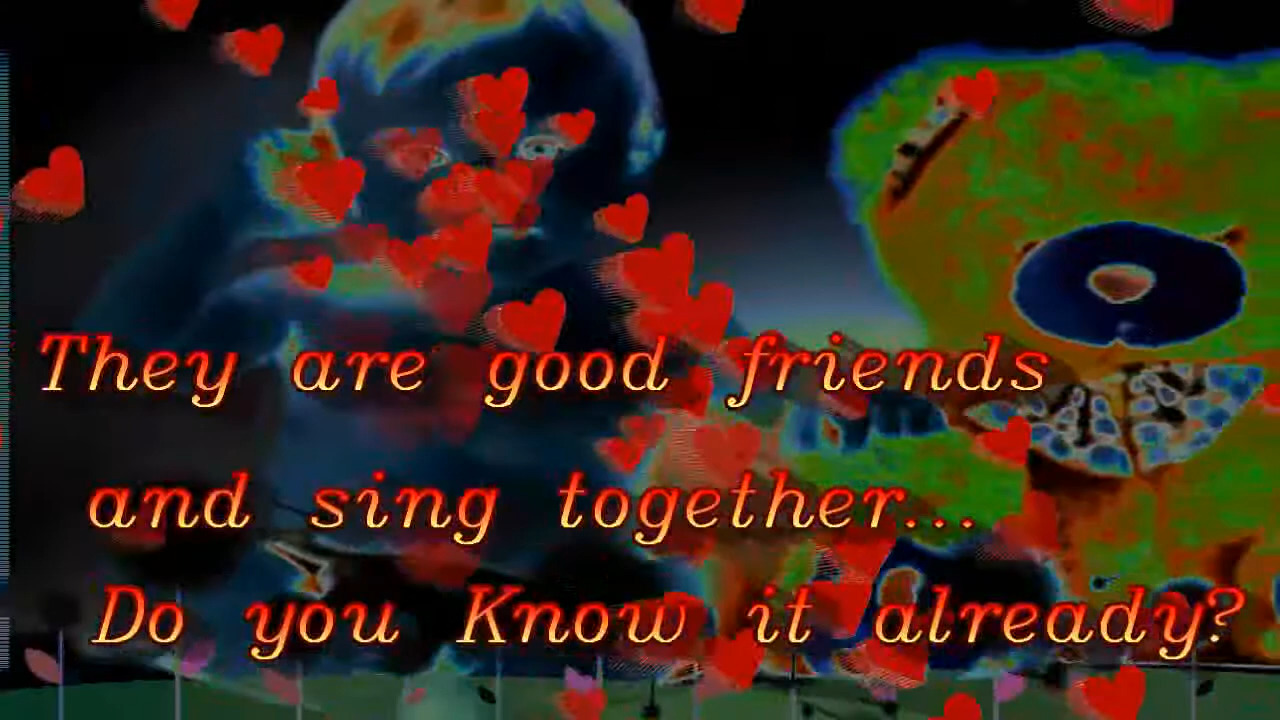 They are good friends
and sing together...
Do you Know it already?